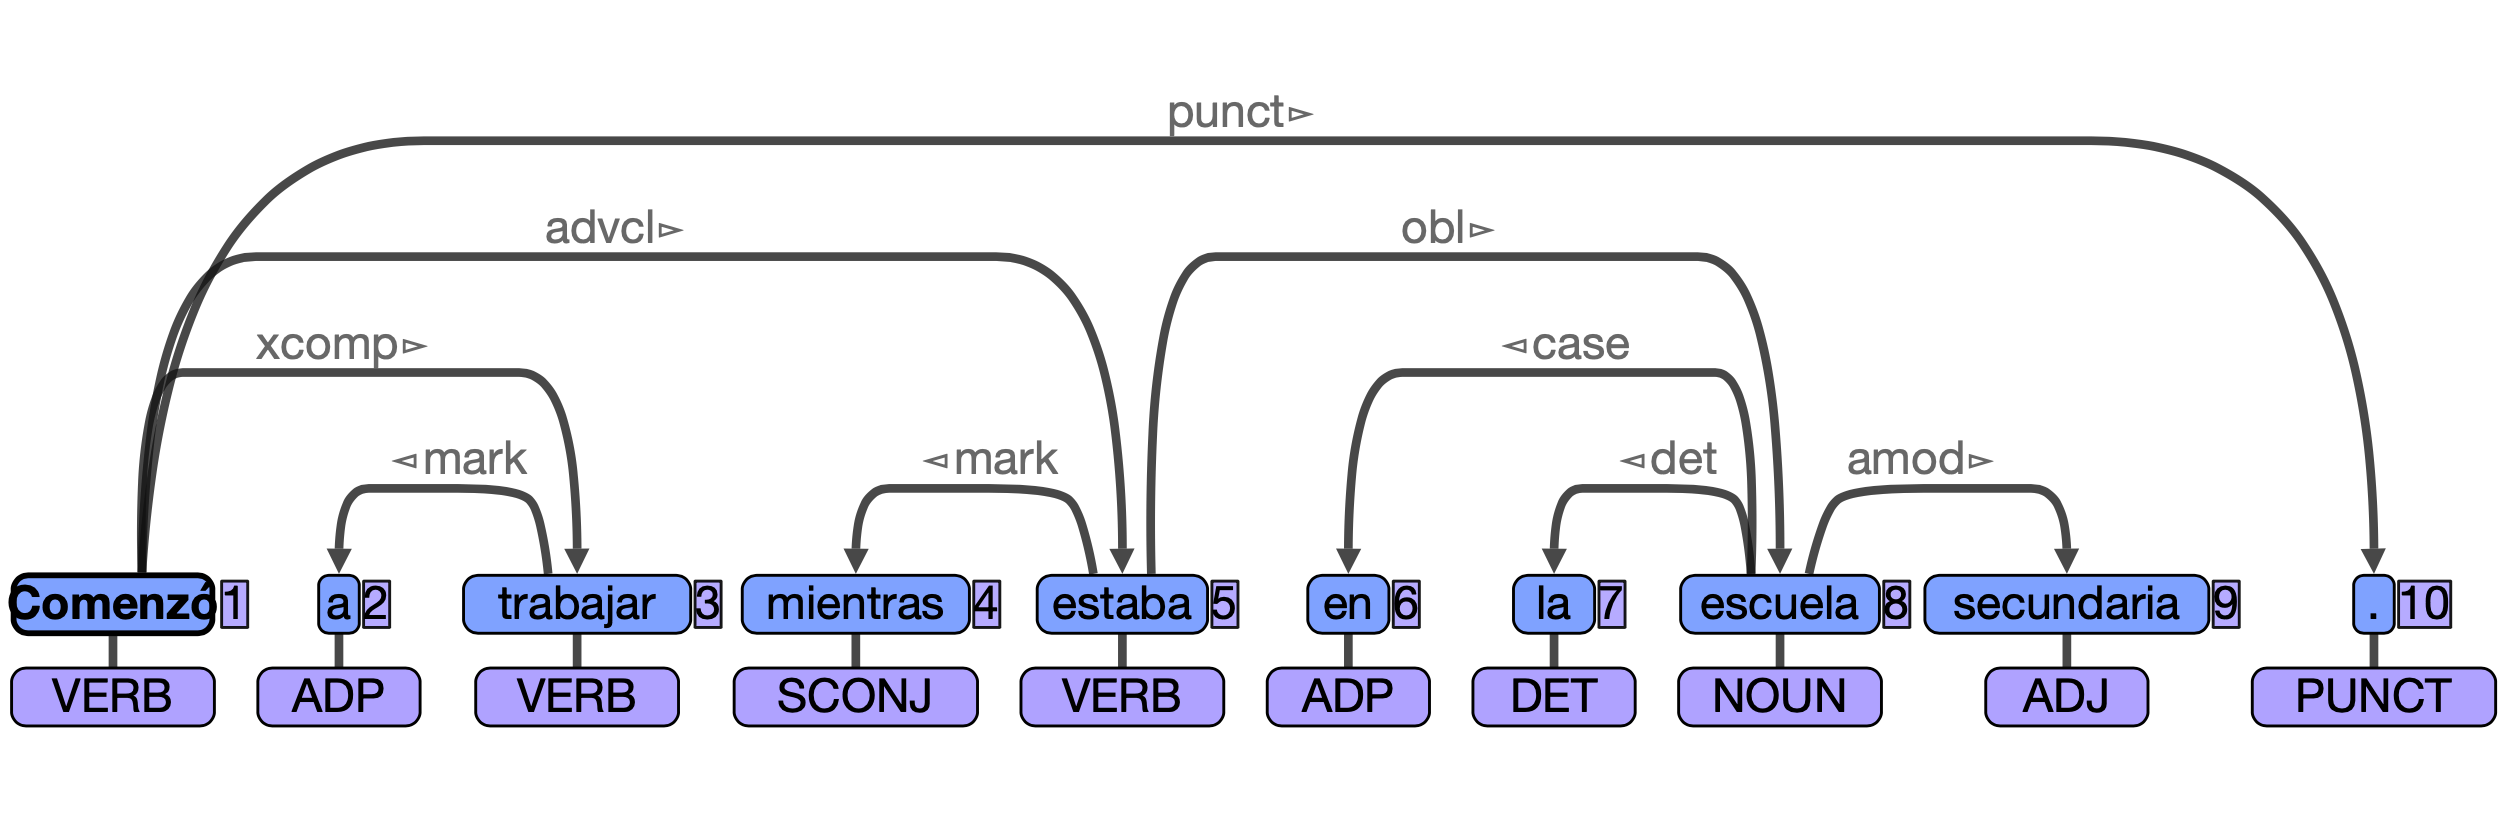 punct▻
advcl▻ obl▻
xcomp▻ ◅case
◅mark ◅mark ◅det amod▻
Comenzó 1 a 2 trabajar 3 mientras 4 estaba 5 en 6 la 7 escuela 8 secundaria 9 . 10
VERB ADP VERB SCONJ VERB ADP DET NOUN ADJ PUNCT